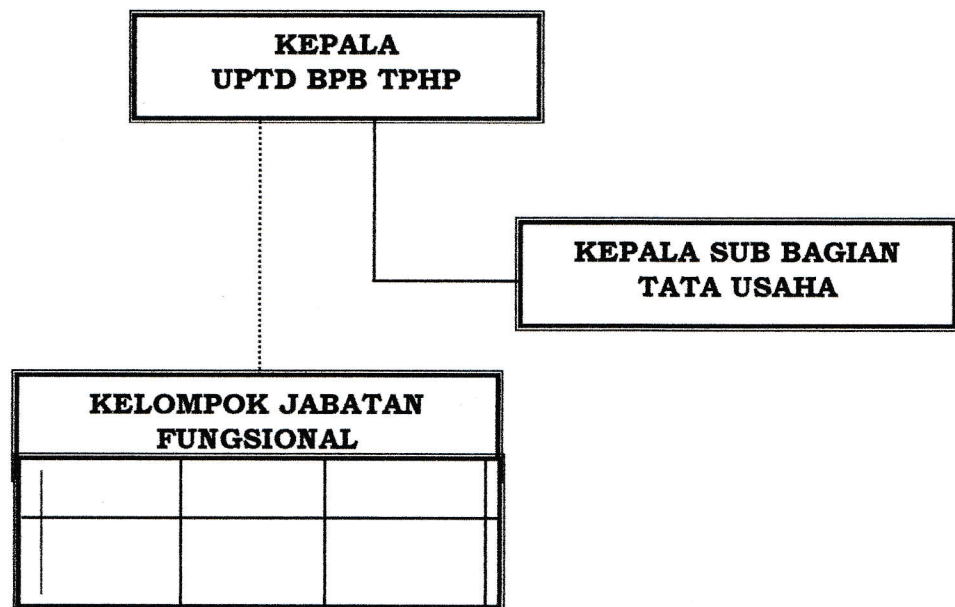 KEPALA
UPTD BPB TPHP
KEPALA SUB BAGIAN
TATA USAHA
KELOMPOK JABATAN
FUNGSIONAL